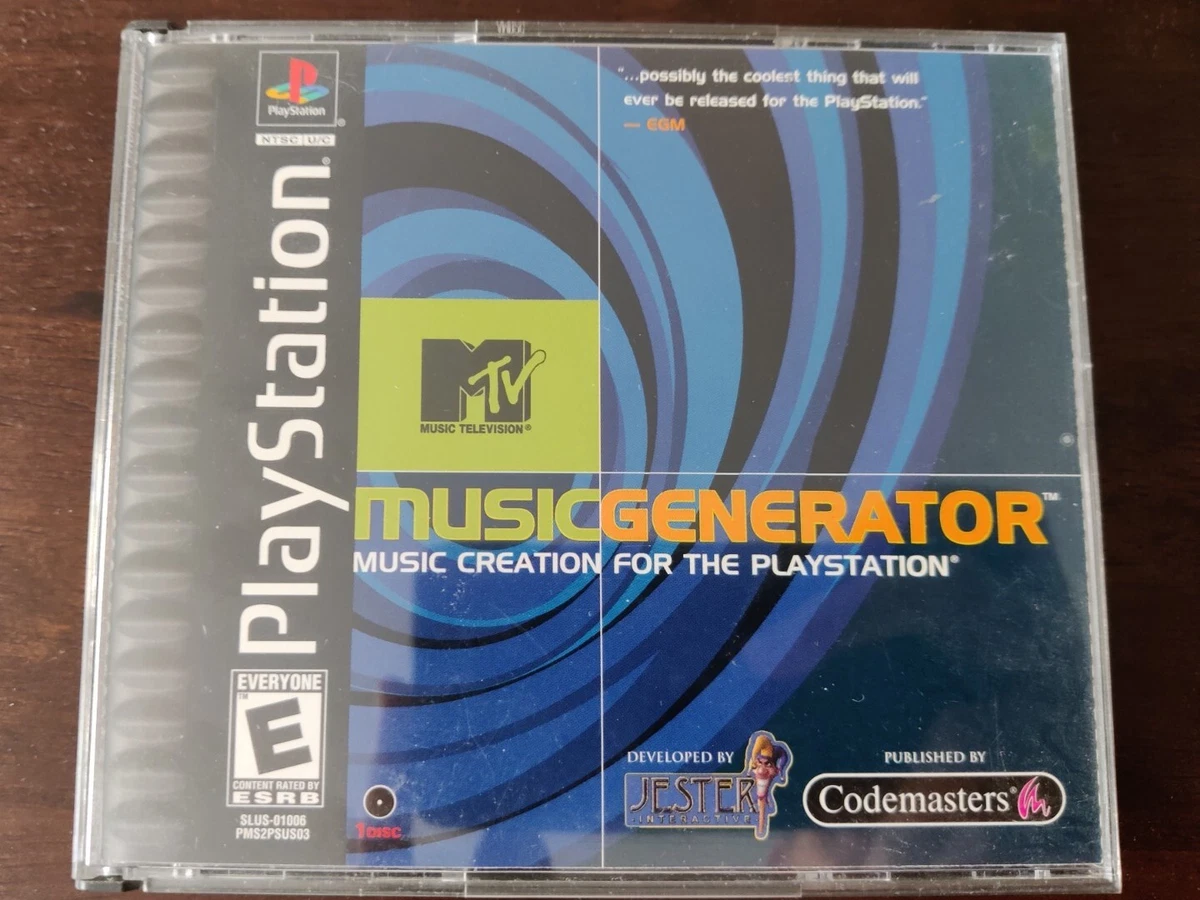 PlayStation
NTSC U/C
PlayStation®
EVERYONE
E
CONTENT RATED BY
ESRB
SLUS-01006
PMS2PSUS03
"...possibly the coolest thing that will
ever be released for the PlayStation."
— EGM
MTV
MUSIC TELEVISION®
MUSICGENERATOR™
MUSIC CREATION FOR THE PLAYSTATION®
1 DISC
DEVELOPED BY
JESTER
INTERACTIVE
PUBLISHED BY
Codemasters®